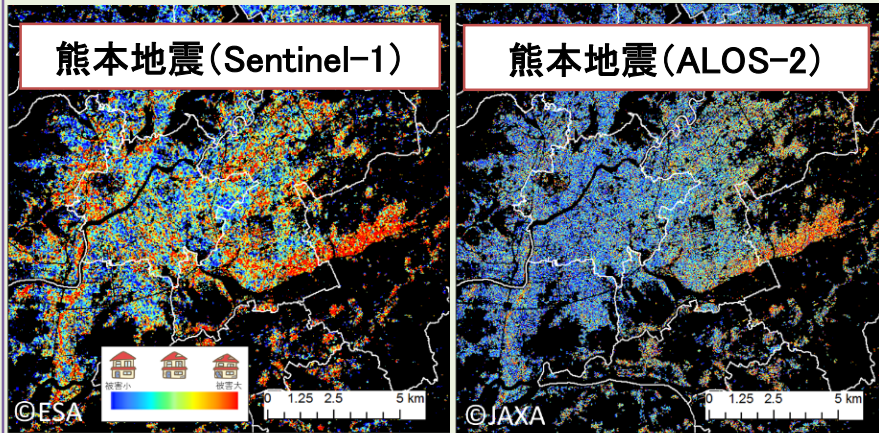 熊本地震(Sentinel-1)
被害小 被害大
0 1.25 2.5 5 km
©ESA
熊本地震(ALOS-2)
0 1.25 2.5 5 km
©JAXA